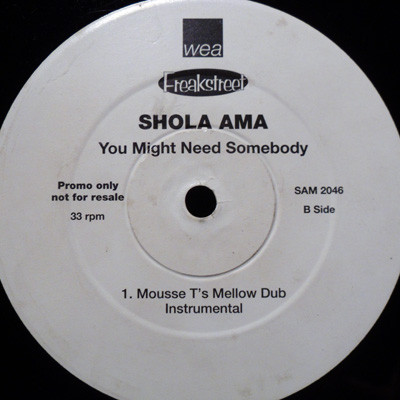 wea
Freakstreet
SHOLA AMA
You Might Need Somebody
Promo only
not for resale
33 rpm
SAM 2046
B Side
1. Mousse T's Mellow Dub
Instrumental